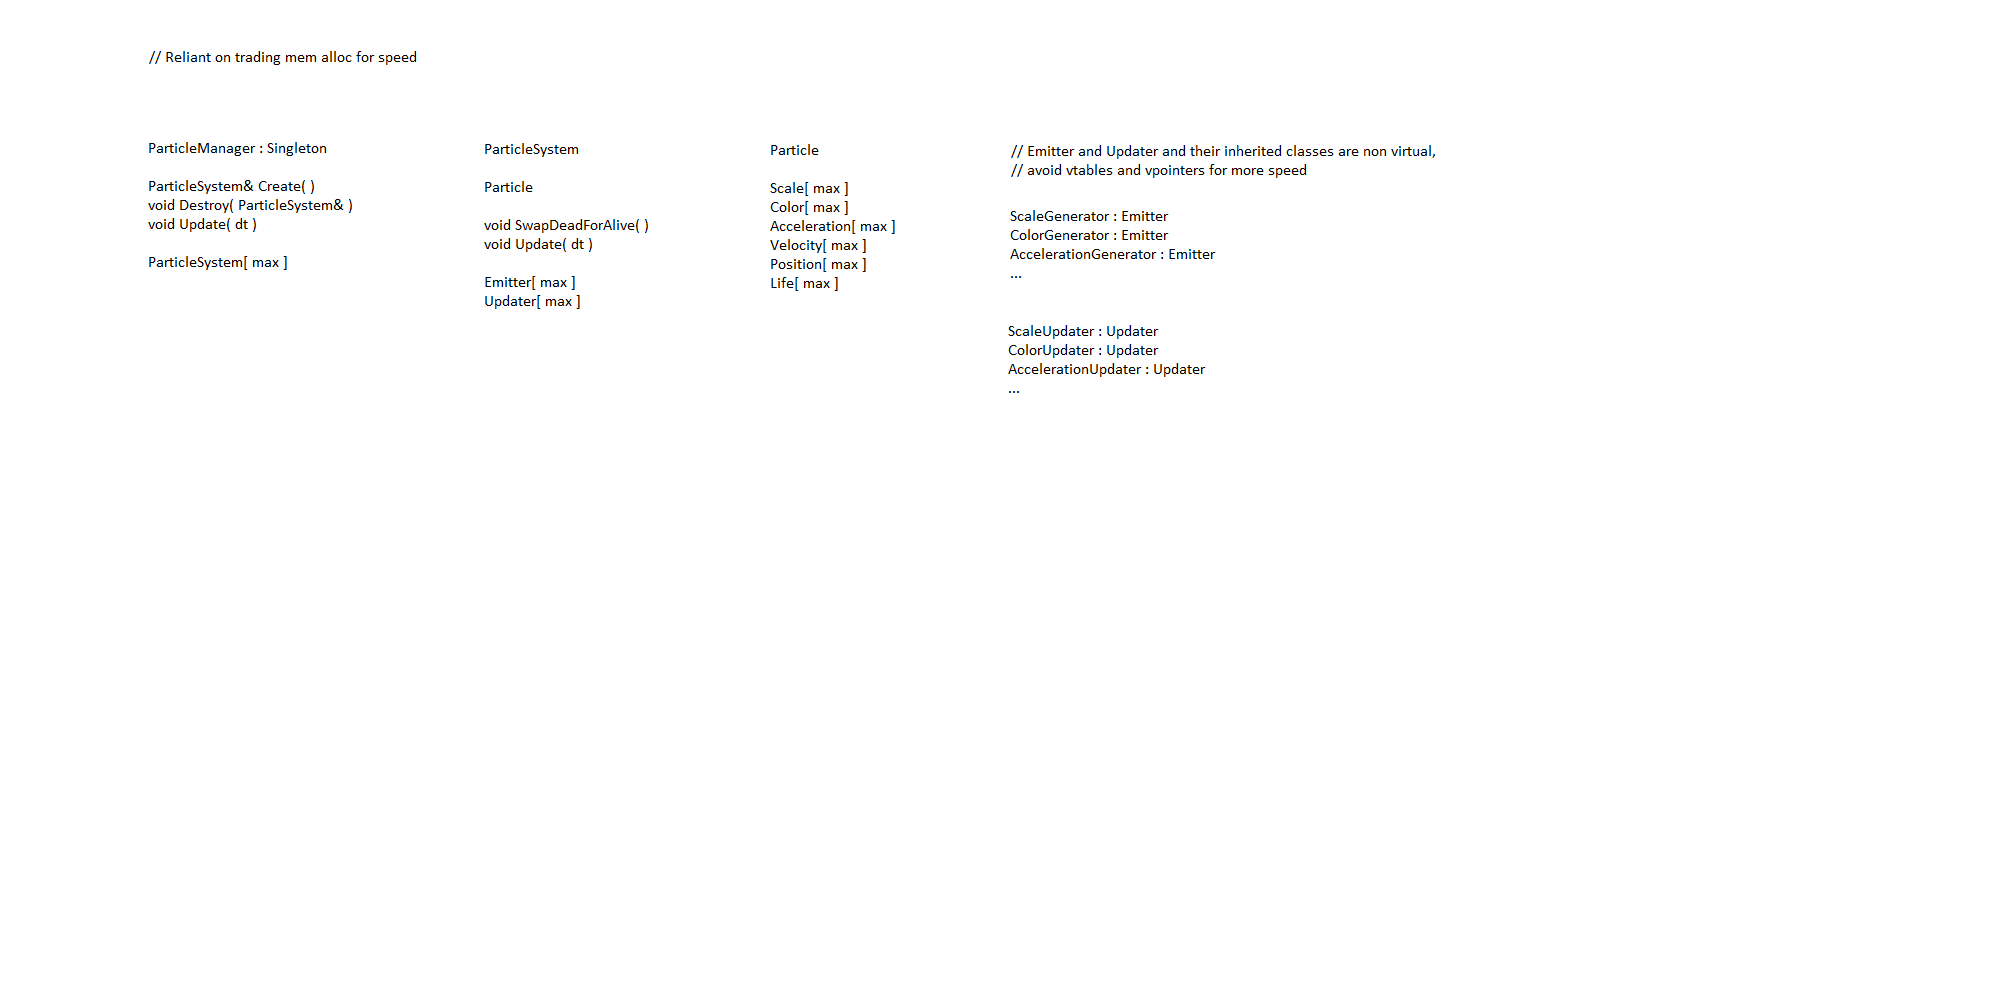 // Reliant on trading mem alloc for speed
ParticleManager : Singleton
ParticleSystem& Create( )
void Destroy( ParticleSystem& )
void Update( dt )
ParticleSystem[ max ]
ParticleSystem
Particle
void SwapDeadForAlive( )
void Update( dt )
Emitter[ max ]
Updater[ max ]
Particle
Scale[ max ]
Color[ max ]
Acceleration[ max ]
Velocity[ max ]
Position[ max ]
Life[ max ]
// Emitter and Updater and their inherited classes are non virtual,
// avoid vtables and vpointers for more speed
ScaleGenerator : Emitter
ColorGenerator : Emitter
AccelerationGenerator : Emitter
...
ScaleUpdater : Updater
ColorUpdater : Updater
AccelerationUpdater : Updater
...